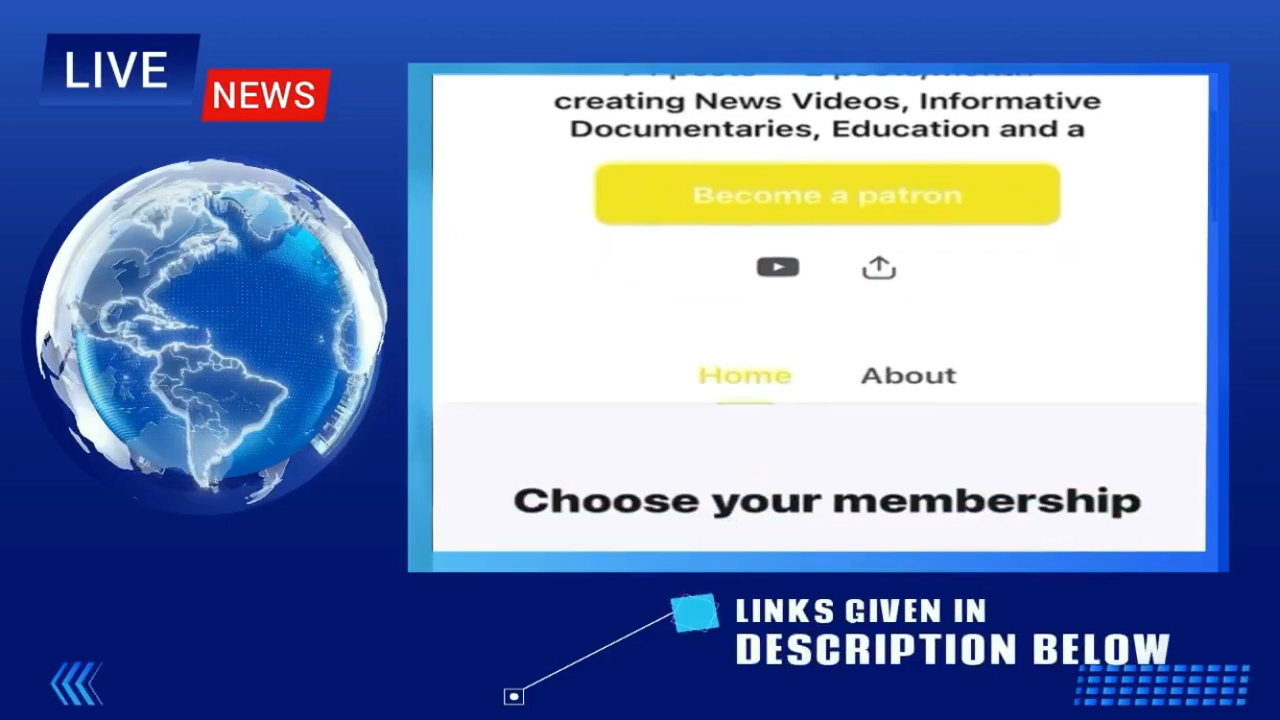 LIVE
NEWS
creating News Videos, Informative
Documentaries, Education and a
Become a patron
Home About
Choose your membership
LINKS GIVEN IN
DESCRIPTION BELOW